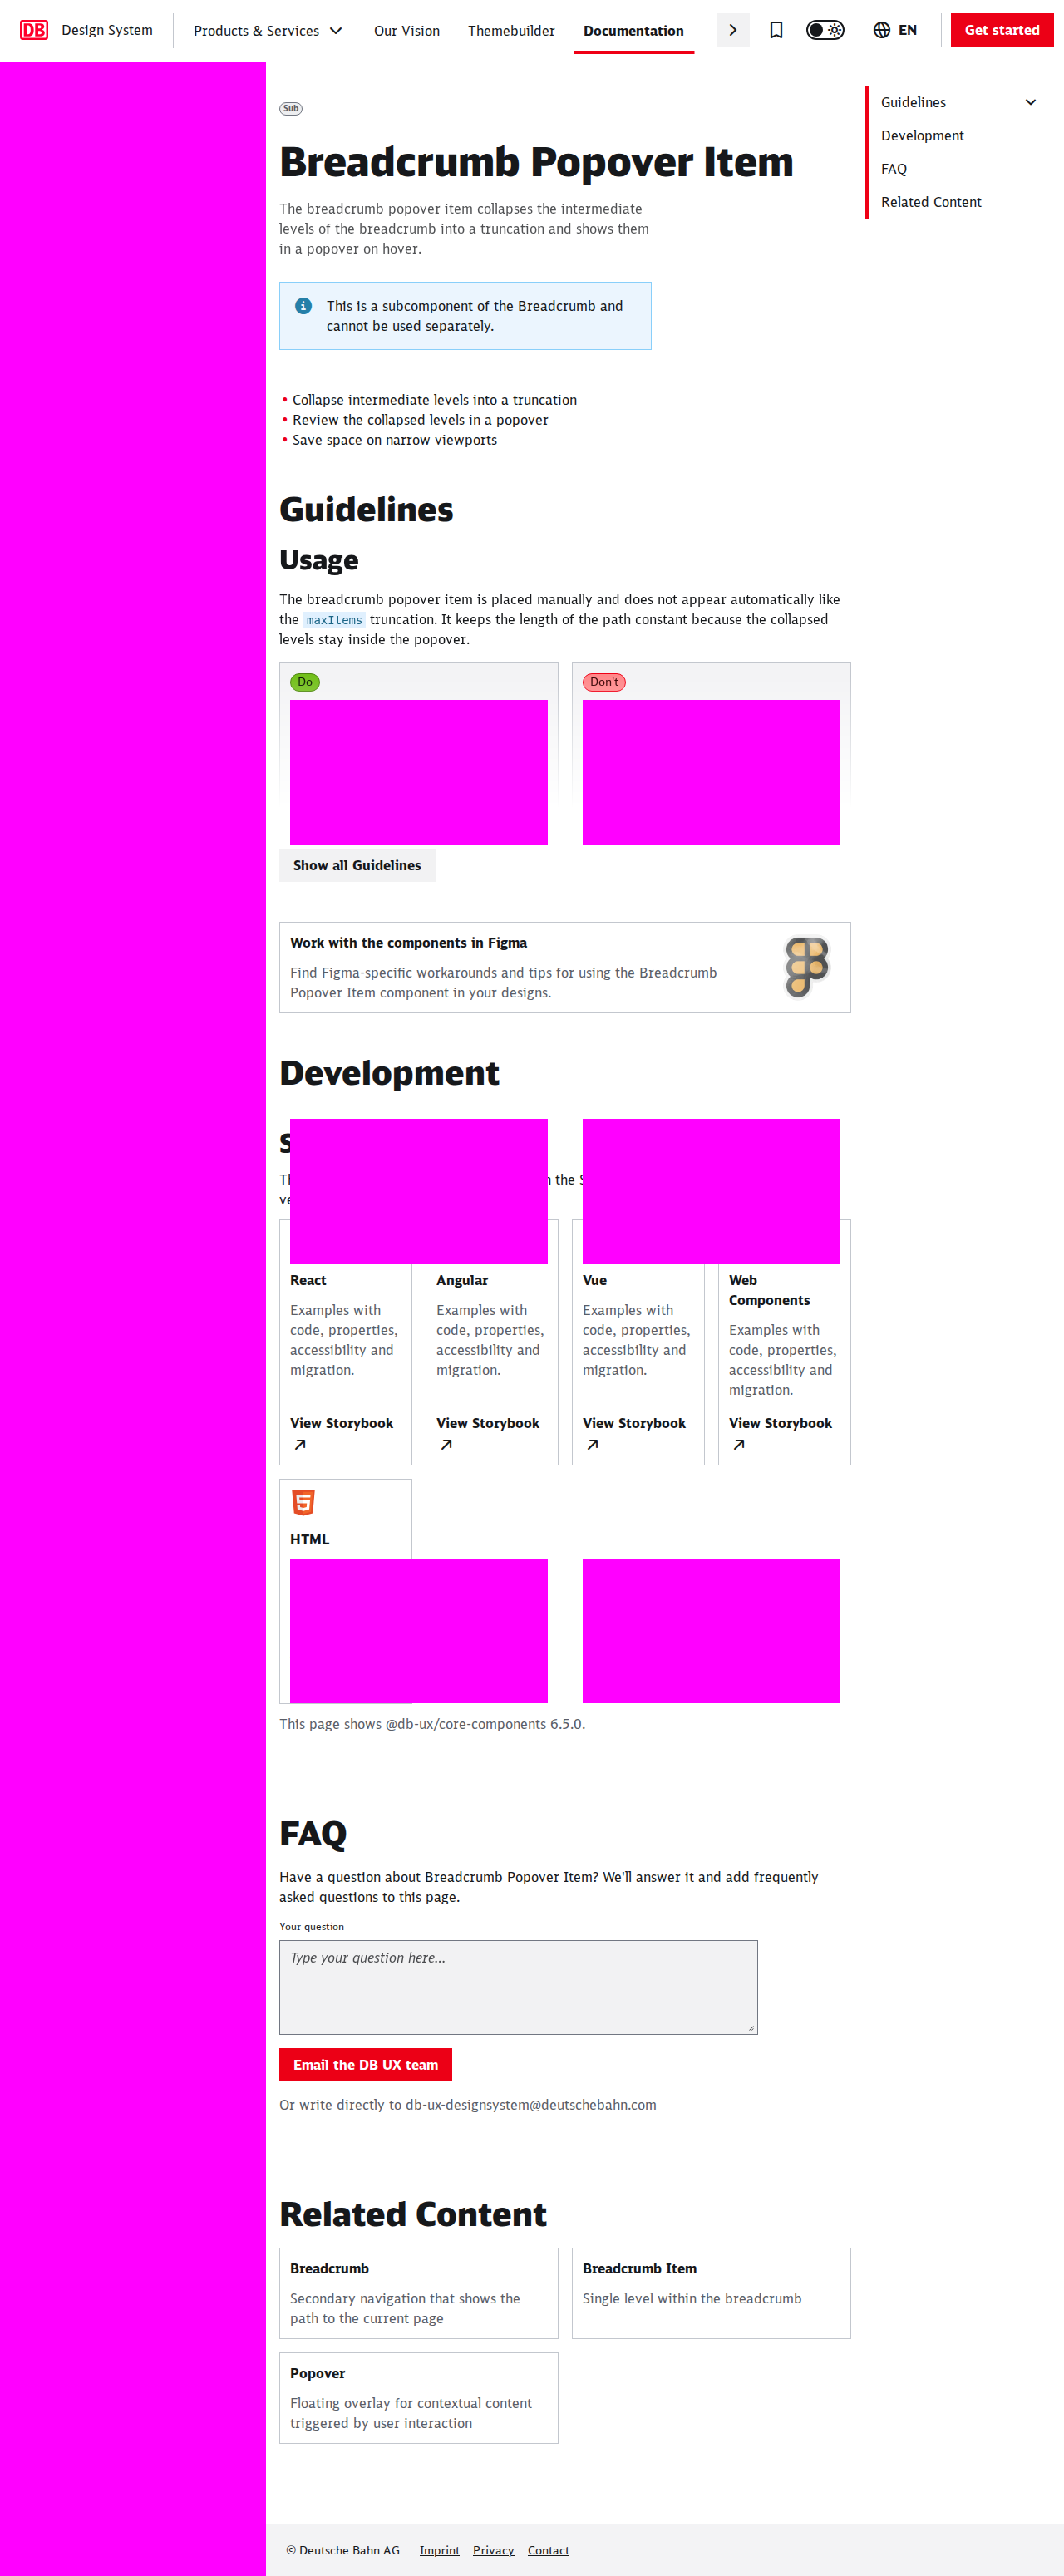 DB Design System Products & Services Our Vision Themebuilder Documentation EN Get started
Sub
Breadcrumb Popover Item
The breadcrumb popover item collapses the intermediate
levels of the breadcrumb into a truncation and shows them
in a popover on hover.
This is a subcomponent of the Breadcrumb and
cannot be used separately.
• Collapse intermediate levels into a truncation
• Review the collapsed levels in a popover
• Save space on narrow viewports
Guidelines
Development
FAQ
Related Content
Guidelines
Usage
The breadcrumb popover item is placed manually and does not appear automatically like
the maxItems truncation. It keeps the length of the path constant because the collapsed
levels stay inside the popover.
Do
Don't
Show all Guidelines
Work with the components in Figma
Find Figma-specific workarounds and tips for using the Breadcrumb
Popover Item component in your designs.
Development
the
React
Examples with
code, properties,
accessibility and
migration.
View Storybook
Angular
Examples with
code, properties,
accessibility and
migration.
View Storybook
Vue
Examples with
code, properties,
accessibility and
migration.
View Storybook
Web
Components
Examples with
code, properties,
accessibility and
migration.
View Storybook
HTML
This page shows @db-ux/core-components 6.5.0.
FAQ
Have a question about Breadcrumb Popover Item? We'll answer it and add frequently
asked questions to this page.
Your question
Type your question here...
Email the DB UX team
Or write directly to db-ux-designsystem@deutschebahn.com
Related Content
Breadcrumb
Secondary navigation that shows the
path to the current page
Breadcrumb Item
Single level within the breadcrumb
Popover
Floating overlay for contextual content
triggered by user interaction
© Deutsche Bahn AG Imprint Privacy Contact